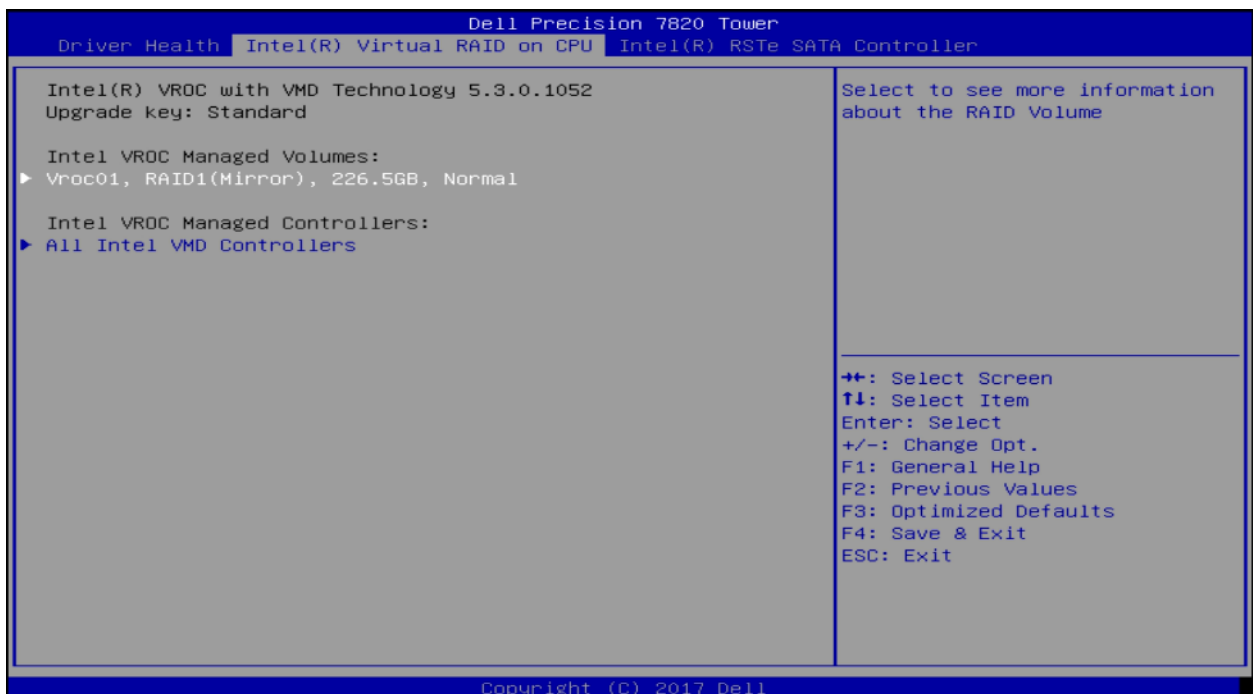 Dell Precision 7820 Tower
Driver Health Intel(R) Virtual RAID on CPU Intel(R) RSTe SATA Controller
Intel(R) VROC with VMD Technology 5.3.0.1052
Upgrade key: Standard
Intel VROC Managed Volumes:
▶ Vroc01, RAID1(Mirror), 226.5GB, Normal
Intel VROC Managed Controllers:
▶ All Intel VMD Controllers
Select to see more information
about the RAID Volume
→←: Select Screen
↑↓: Select Item
Enter: Select
+/-: Change Opt.
F1: General Help
F2: Previous Values
F3: Optimized Defaults
F4: Save & Exit
ESC: Exit
Copyright (C) 2017 Dell